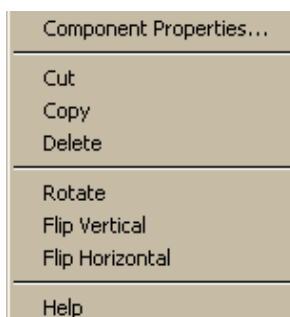 Component Properties...
Cut
Copy
Delete
Rotate
Flip Vertical
Flip Horizontal
Help